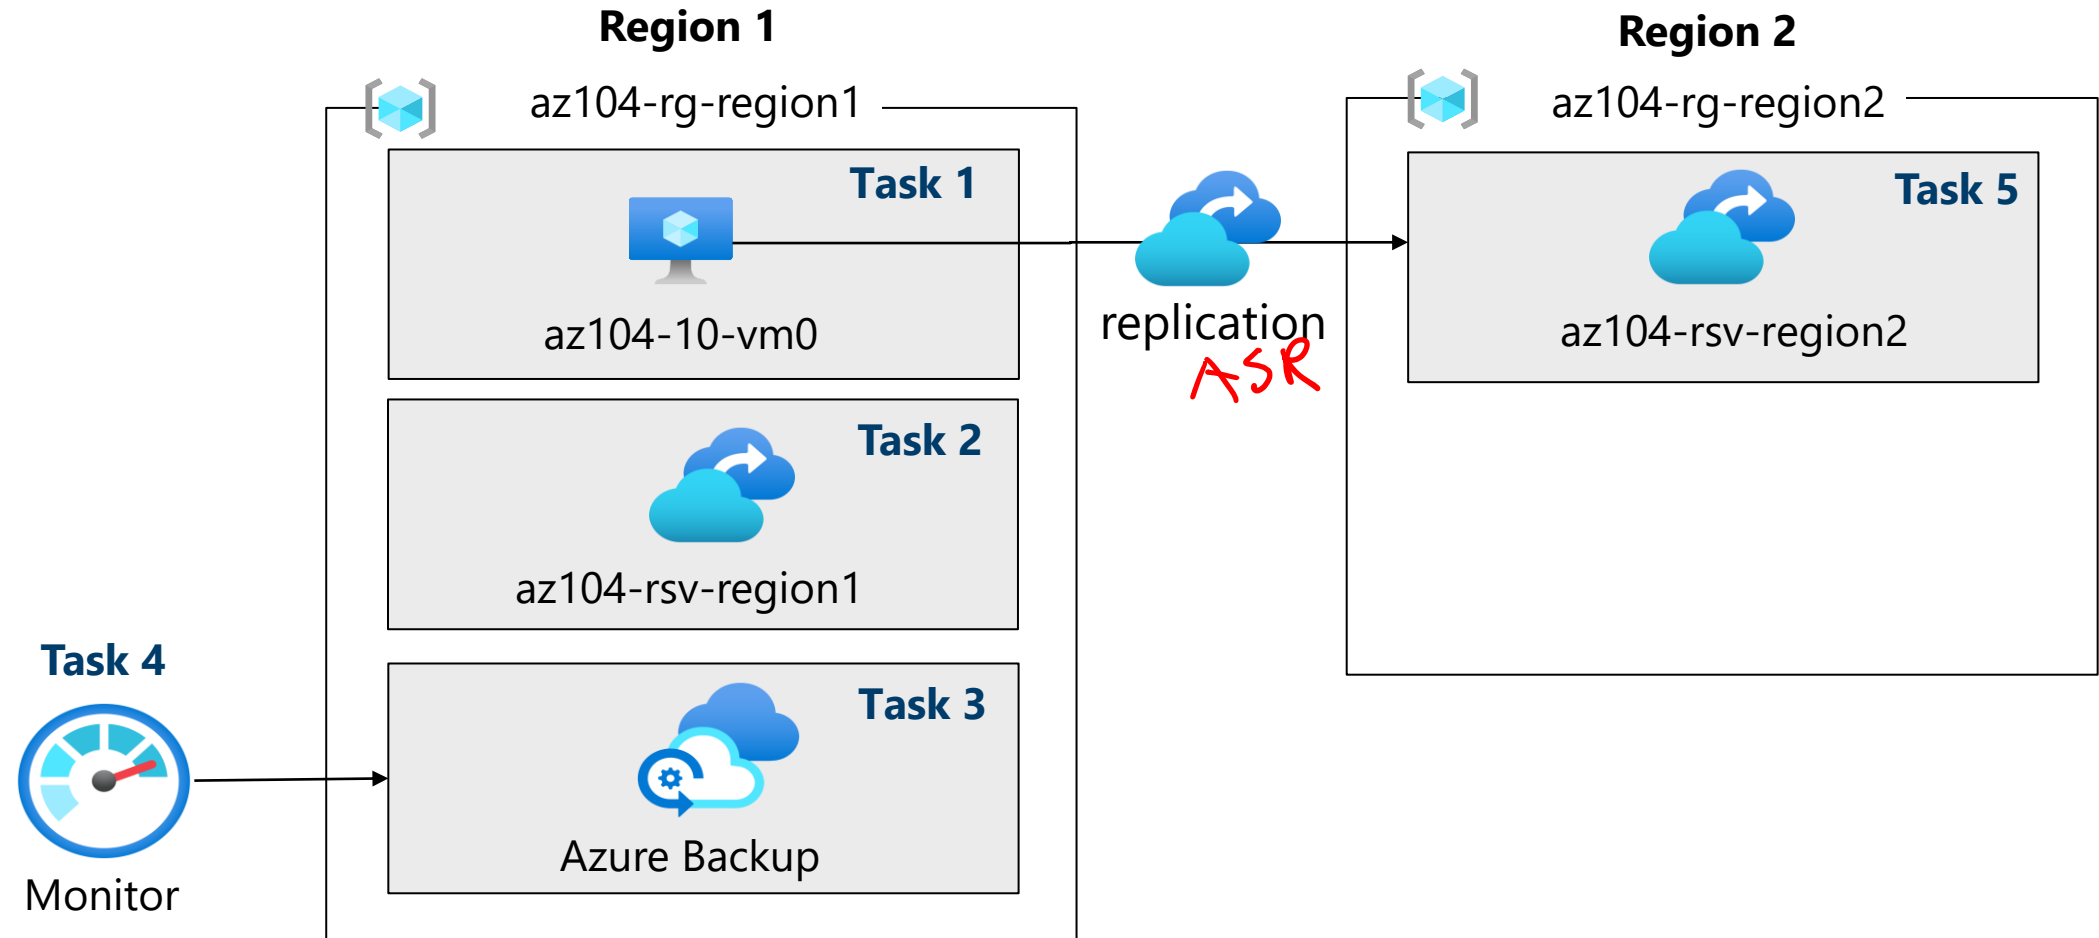 Region 1
az104-rg-region1
Task 1
az104-10-vm0
Task 2
az104-rsv-region1
Task 3
Azure Backup
Task 4
Monitor
replication
ASR
Region 2
az104-rg-region2
Task 5
az104-rsv-region2